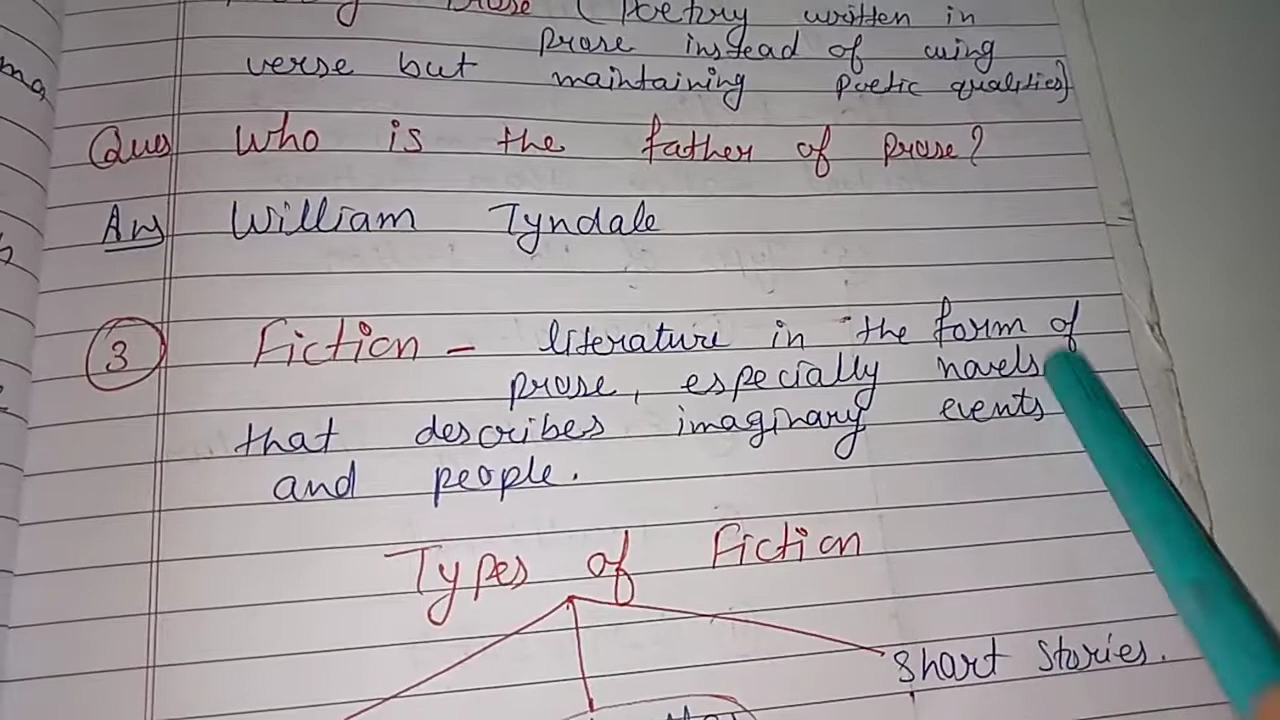 Prose (Poetry written in
prose instead of using
verse but maintaining poetic qualities)
Ques Who is the father of prose?
Ans William Tyndale
3 Fiction - literature in the form of
prose, especially novels
that describes imaginary events
and people.
Types of Fiction
Short Stories.